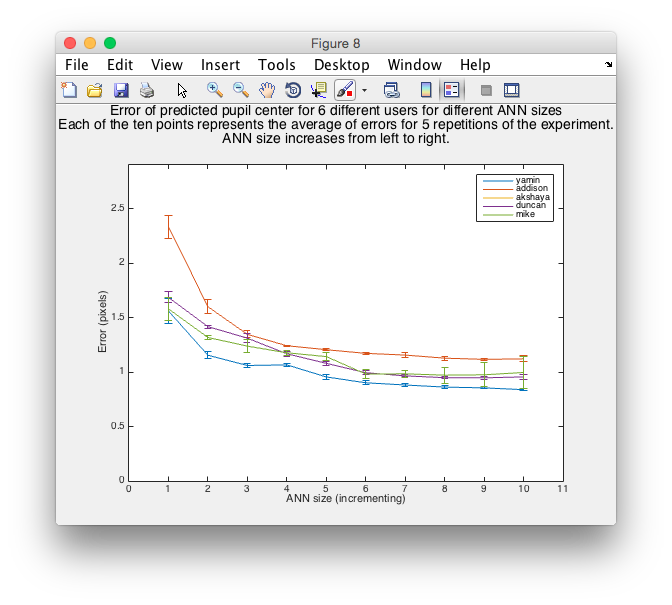 Figure 8
File Edit View Insert Tools Desktop Window Help
Error of predicted pupil center for 6 different users for different ANN sizes
Each of the ten points represents the average of errors for 5 repetitions of the experiment.
ANN size increases from left to right.
yamin
addison
akshaya
duncan
mike
2.5
2
1.5
1
0.5
0
Error (pixels)
0 1 2 3 4 5 6 7 8 9 10 11
ANN size (incrementing)